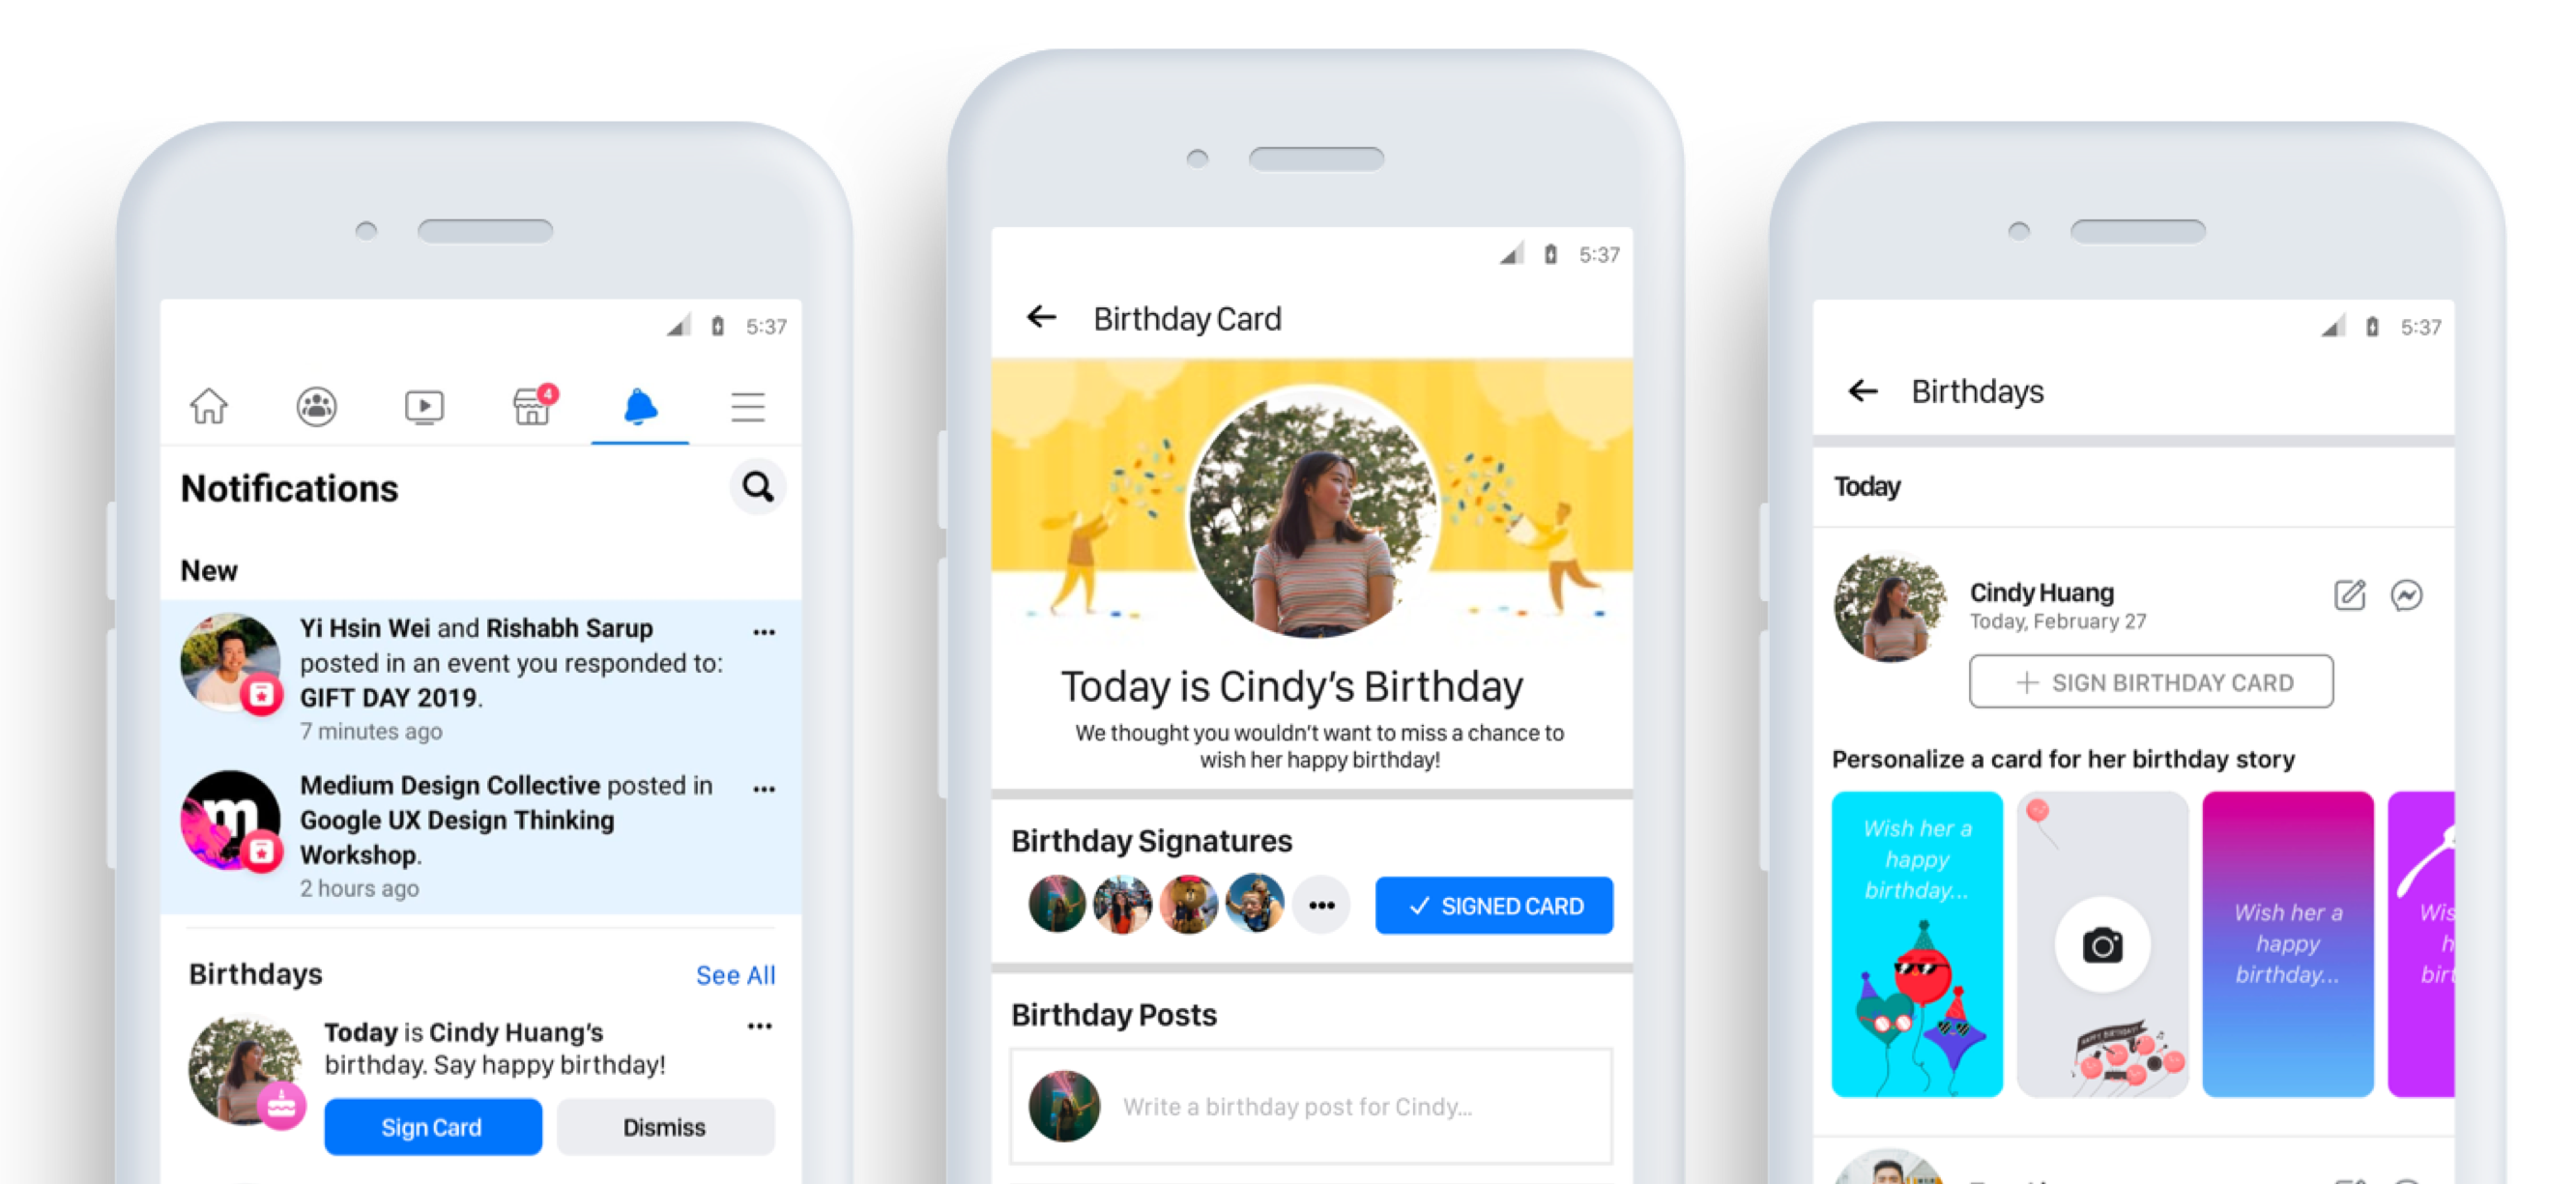 5:37
4
Notifications
New
Yi Hsin Wei and Rishabh Sarup
posted in an event you responded to:
GIFT DAY 2019.
7 minutes ago
m
Medium Design Collective posted in
Google UX Design Thinking
Workshop.
2 hours ago
Birthdays
See All
Today is Cindy Huang's
birthday. Say happy birthday!
Sign Card
Dismiss
5:37
Birthday Card
Today is Cindy’s Birthday
We thought you wouldn’t want to miss a chance to
wish her happy birthday!
Birthday Signatures
SIGNED CARD
Birthday Posts
Write a birthday post for Cindy...
5:37
Birthdays
Today
Cindy Huang
Today, February 27
+ SIGN BIRTHDAY CARD
Personalize a card for her birthday story
Wish her a
happy
birthday...
HAPPY BIRTHDAY!
Wish her a
happy
birthday...
Wis
h
birt